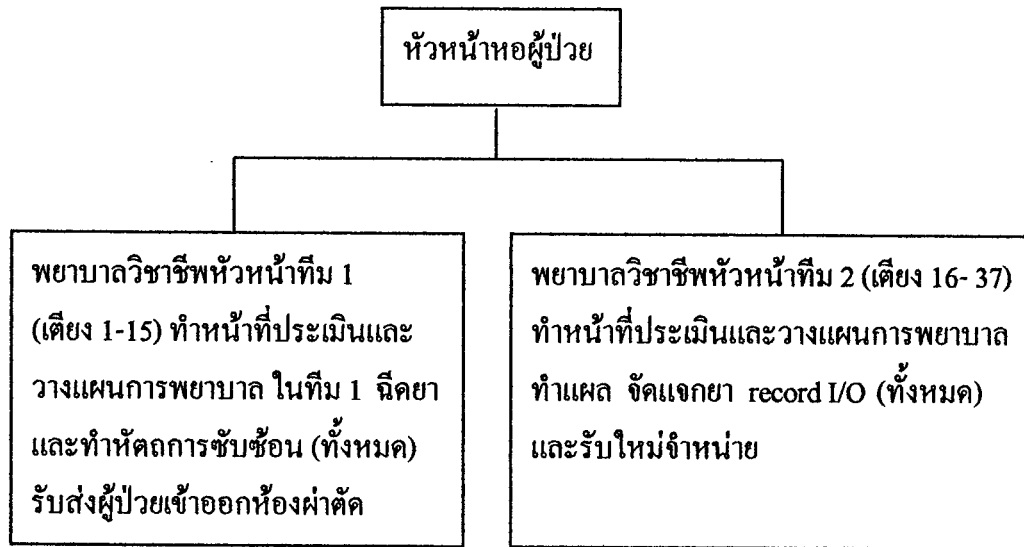 หัวหน้าหอผู้ป่วย
พยาบาลวิชาชีพหัวหน้าทีม 1
(เตียง 1-15) ทำหน้าที่ประเมินและ
วางแผนการพยาบาล ในทีม 1 ฉีดยา
และทำหัตถการซับซ้อน (ทั้งหมด)
รับส่งผู้ป่วยเข้าออกห้องผ่าตัด
พยาบาลวิชาชีพหัวหน้าทีม 2 (เตียง 16- 37)
ทำหน้าที่ประเมินและวางแผนการพยาบาล
ทำแผล จัดแจกยา record I/O (ทั้งหมด)
และรับใหม่จำหน่าย